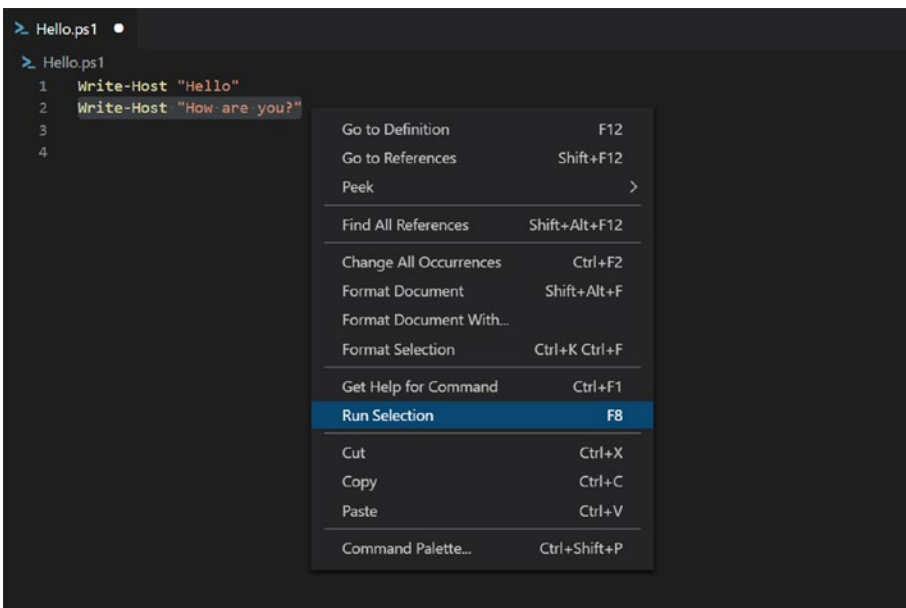 Hello.ps1
Hello.ps1
1 Write-Host "Hello"
2 Write-Host "How are you?"
3
4
Go to Definition F12
Go to References Shift+F12
Peek
Find All References Shift+Alt+F12
Change All Occurrences Ctrl+F2
Format Document Shift+Alt+F
Format Document With...
Format Selection Ctrl+K Ctrl+F
Get Help for Command Ctrl+F1
Run Selection F8
Cut Ctrl+X
Copy Ctrl+C
Paste Ctrl+V
Command Palette... Ctrl+Shift+P